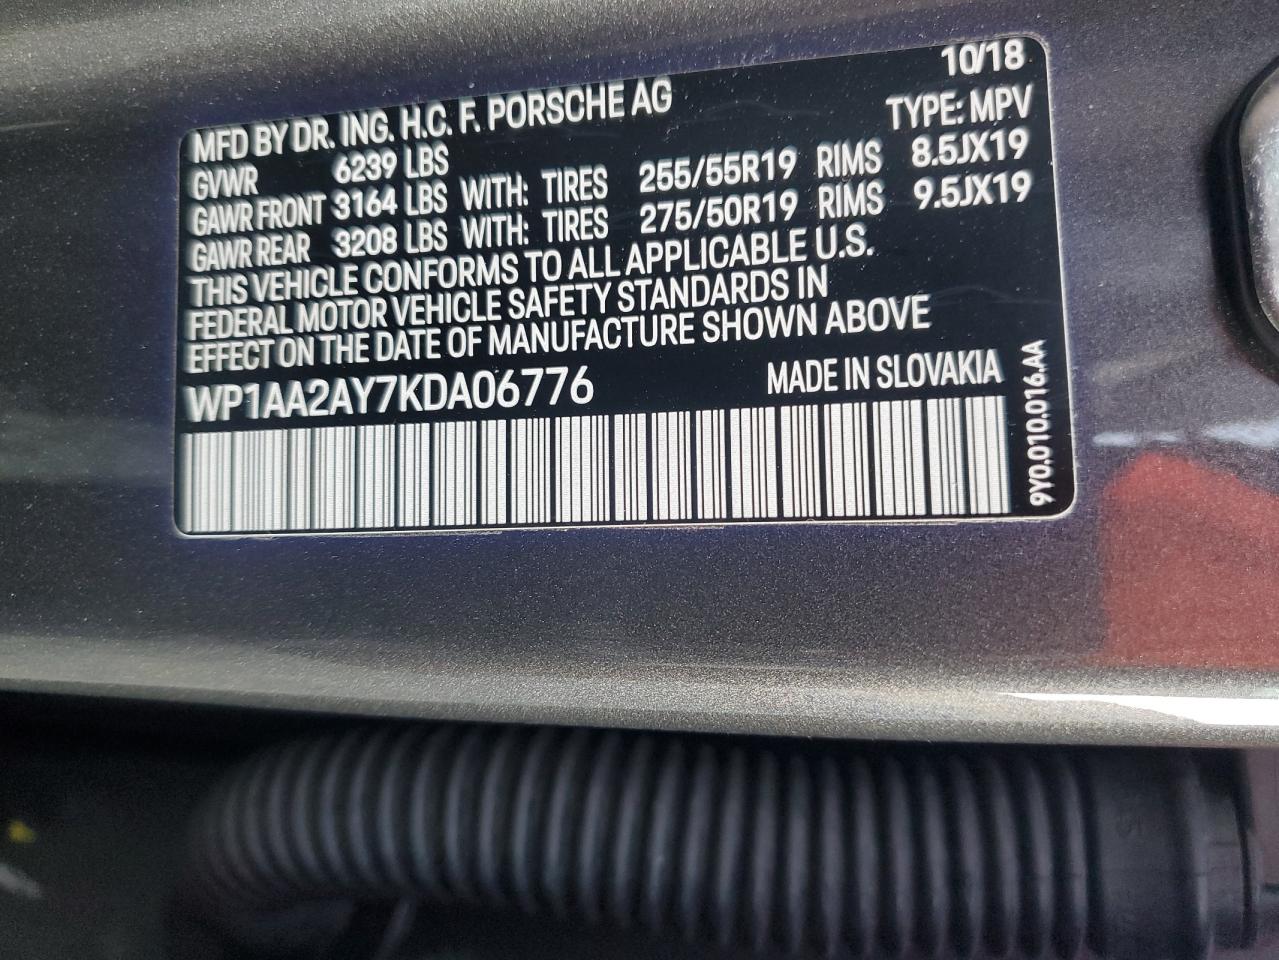 10/18
MFD BY DR. ING. H.C. F. PORSCHE AG TYPE: MPV
GVWR 6239 LBS
GAWR FRONT 3164 LBS WITH: TIRES 255/55R19 RIMS 8.5JX19
GAWR REAR 3208 LBS WITH: TIRES 275/50R19 RIMS 9.5JX19
THIS VEHICLE CONFORMS TO ALL APPLICABLE U.S.
FEDERAL MOTOR VEHICLE SAFETY STANDARDS IN
EFFECT ON THE DATE OF MANUFACTURE SHOWN ABOVE
WP1AA2AY7KDA06776 MADE IN SLOVAKIA
9Y0.010.016.AA